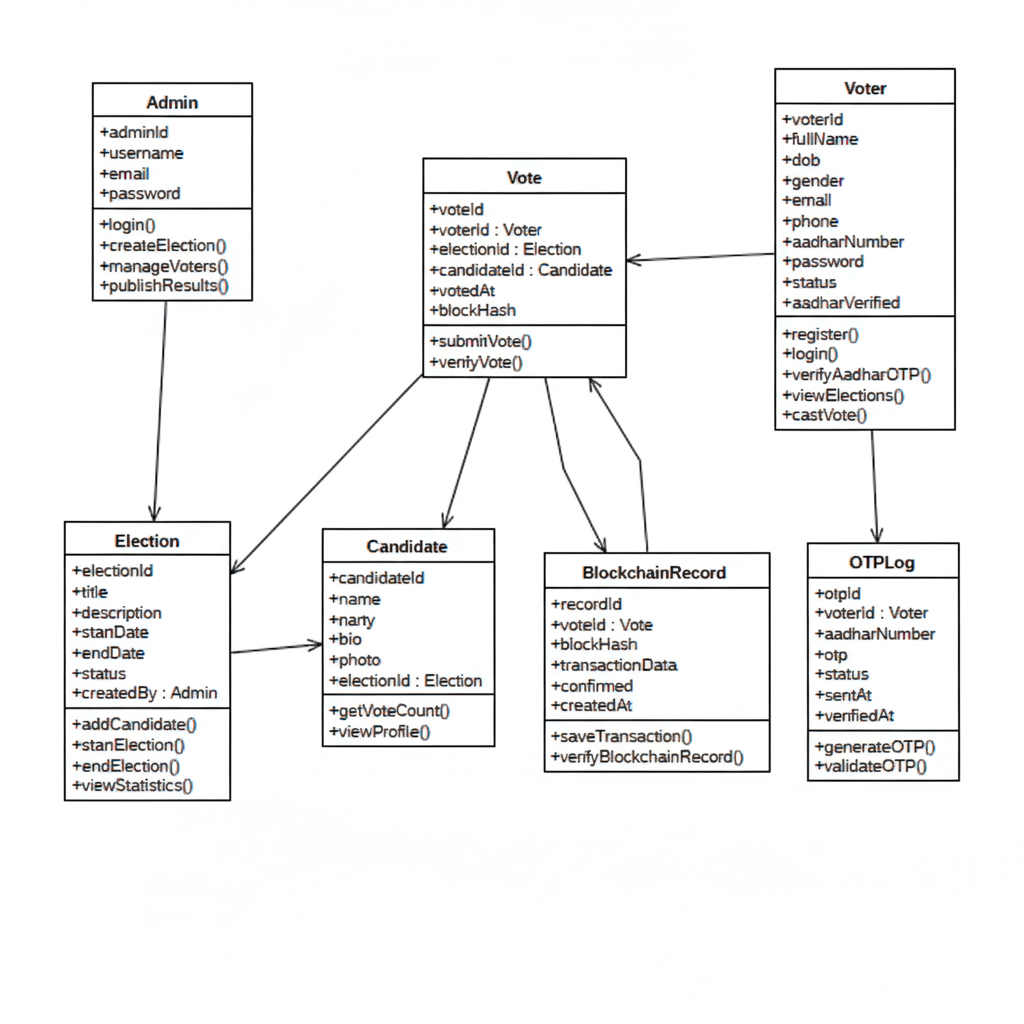 Admin
+adminId
+username
+email
+password
+login()
+createElection()
+manageVoters()
+publishResults()
Vote
+voteId
+voterId : Voter
+electionId : Election
+candidateId : Candidate
+votedAt
+blockHash
+submitVote()
+verifyVote()
Voter
+voterId
+fullName
+dob
+gender
+email
+phone
+aadharNumber
+password
+status
+aadharVerified
+register()
+login()
+verifyAadharOTP()
+viewElections()
+castVote()
Election
+electionId
+title
+description
+stanDate
+endDate
+status
+createdBy : Admin
+addCandidate()
+stanElection()
+endElection()
+viewStatistics()
Candidate
+candidateId
+name
+narty
+bio
+photo
+electionId : Election
+getVoteCount()
+viewProfile()
BlockchainRecord
+recordId
+voteId : Vote
+blockHash
+transactionData
+confirmed
+createdAt
+saveTransaction()
+verifyBlockchainRecord()
OTPLog
+otpId
+voterId : Voter
+aadharNumber
+otp
+status
+sentAt
+verifiedAt
+generateOTP()
+validateOTP()